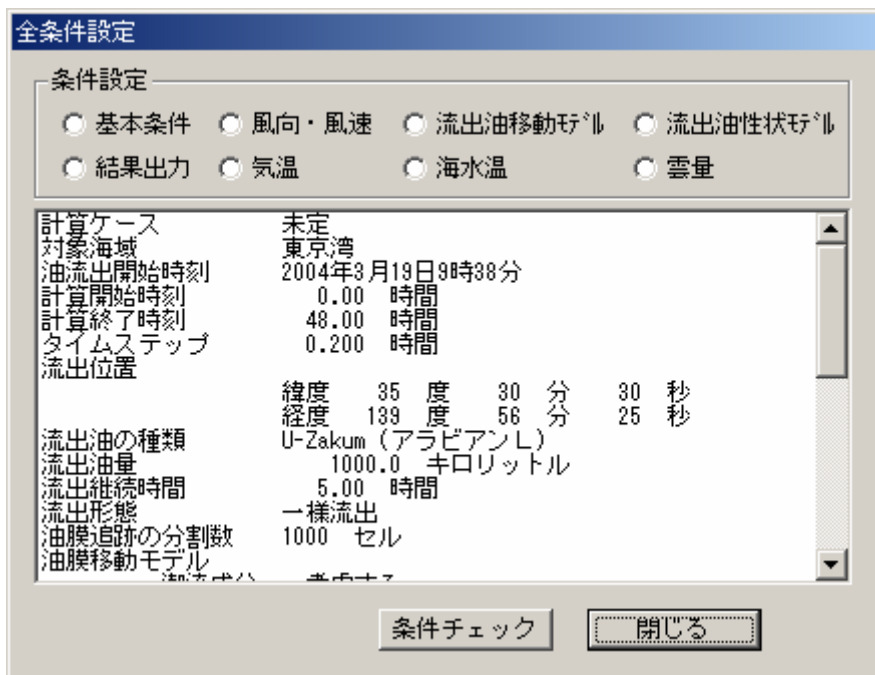 全条件設定
条件設定
基本条件 風向・風速 流出油移動ﾓﾃﾞﾙ 流出油性状ﾓﾃﾞﾙ
結果出力 気温 海水温 雲量
計算ケース 未定
対象海域 東京湾
油流出開始時刻 2004年3月19日9時38分
計算開始時刻 0.00 時間
計算終了時刻 48.00 時間
タイムステップ 0.200 時間
流出位置
緯度 35 度 30 分 30 秒
経度 139 度 56 分 25 秒
流出油の種類 U-Zakum（アラビアンL）
流出油量 1000.0 キロリットル
流出継続時間 5.00 時間
流出形態 一様流出
油膜追跡の分割数 1000 セル
油膜移動モデル
条件チェック 閉じる